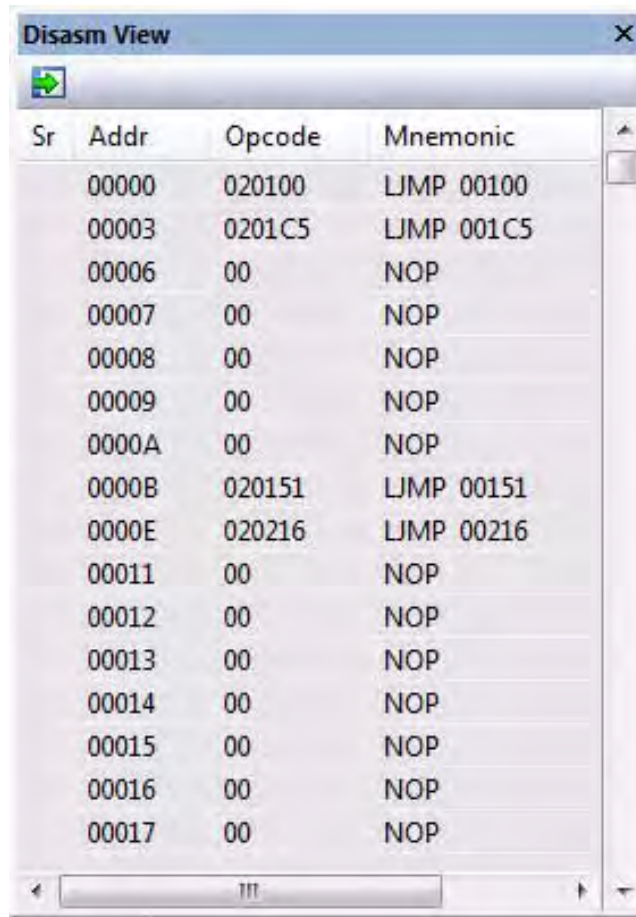 Disasm View
Sr Addr Opcode Mnemonic
00000 020100 LJMP 00100
00003 0201C5 LJMP 001C5
00006 00 NOP
00007 00 NOP
00008 00 NOP
00009 00 NOP
0000A 00 NOP
0000B 020151 LJMP 00151
0000E 020216 LJMP 00216
00011 00 NOP
00012 00 NOP
00013 00 NOP
00014 00 NOP
00015 00 NOP
00016 00 NOP
00017 00 NOP